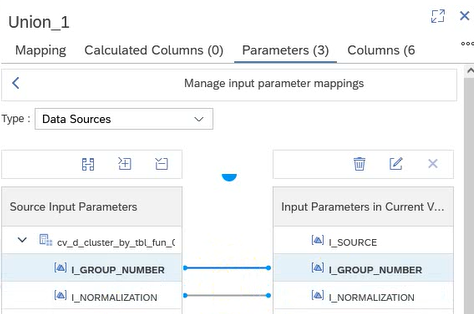 Union_1
Mapping Calculated Columns (0) Parameters (3) Columns (6
Manage input parameter mappings
Type : Data Sources
Source Input Parameters Input Parameters in Current V...
cv_d_cluster_by_tbl_fun_ I_SOURCE
I_GROUP_NUMBER I_GROUP_NUMBER
I_NORMALIZATION I_NORMALIZATION